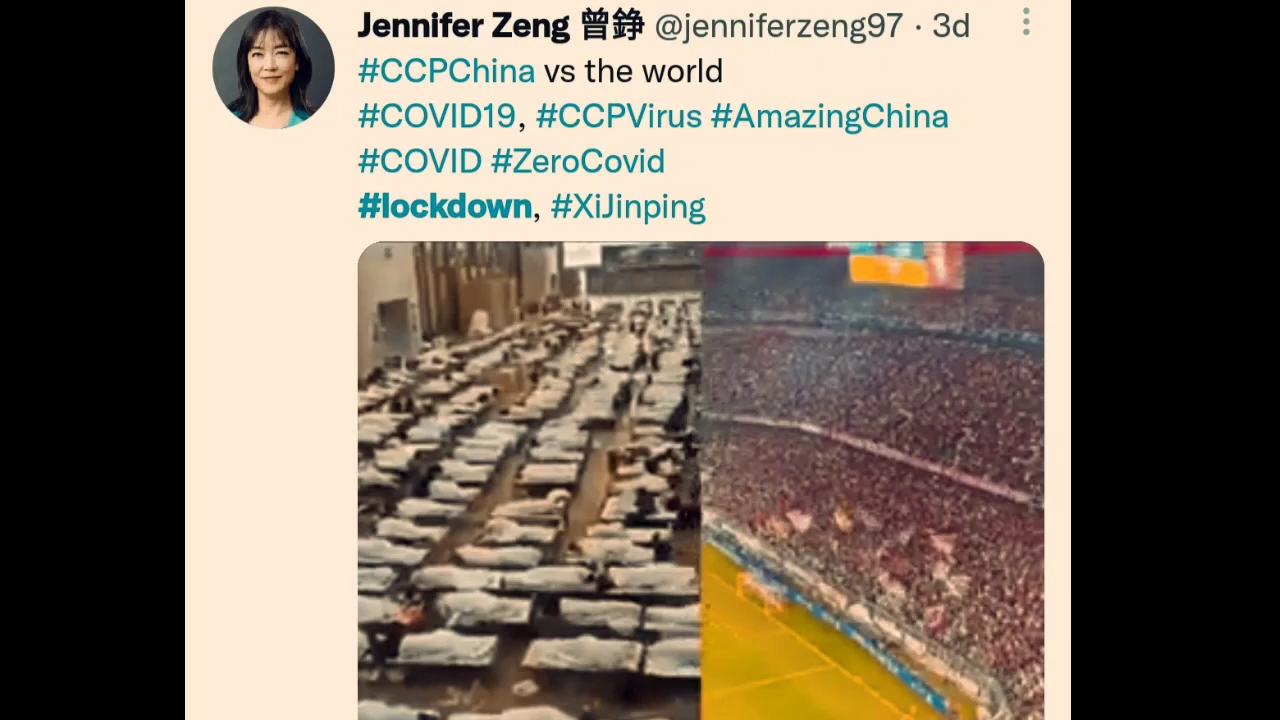 Jennifer Zeng 曾錚 @jenniferzeng97 · 3d
#CCPChina vs the world
#COVID19, #CCPVirus #AmazingChina
#COVID #ZeroCovid
#lockdown, #XiJinping